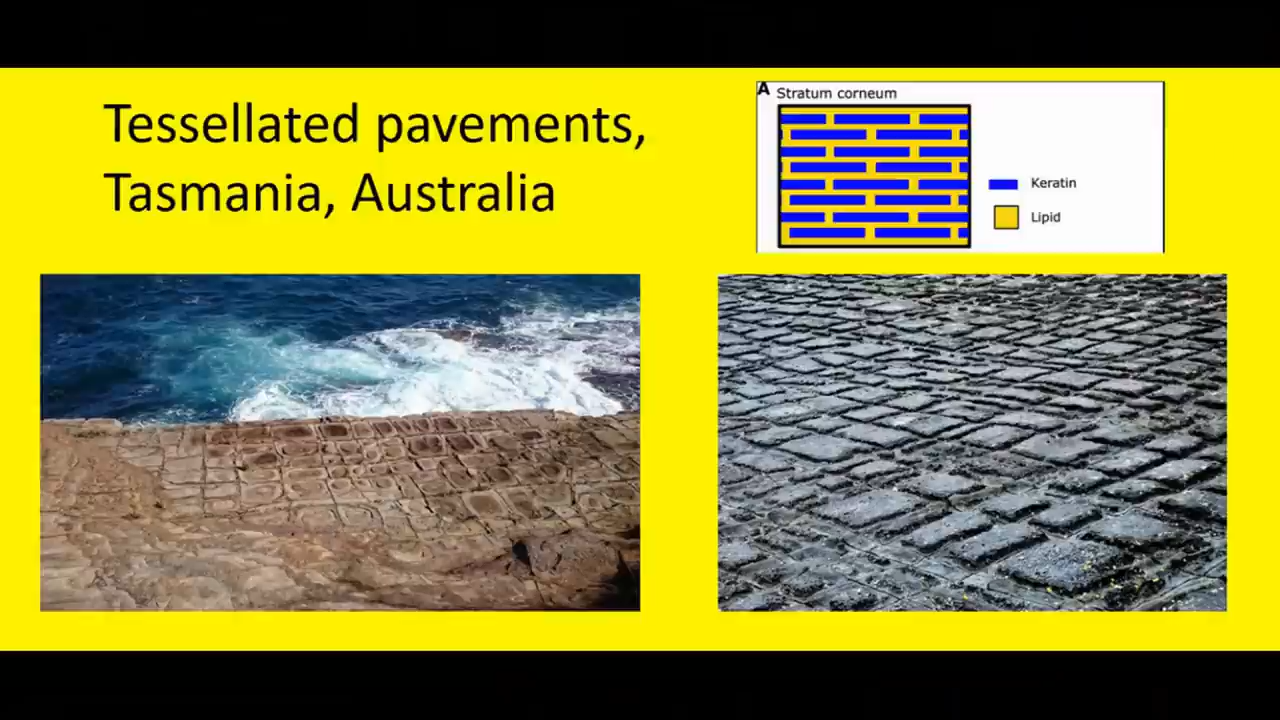 Tessellated pavements,
Tasmania, Australia
A
Stratum corneum
Keratin
Lipid